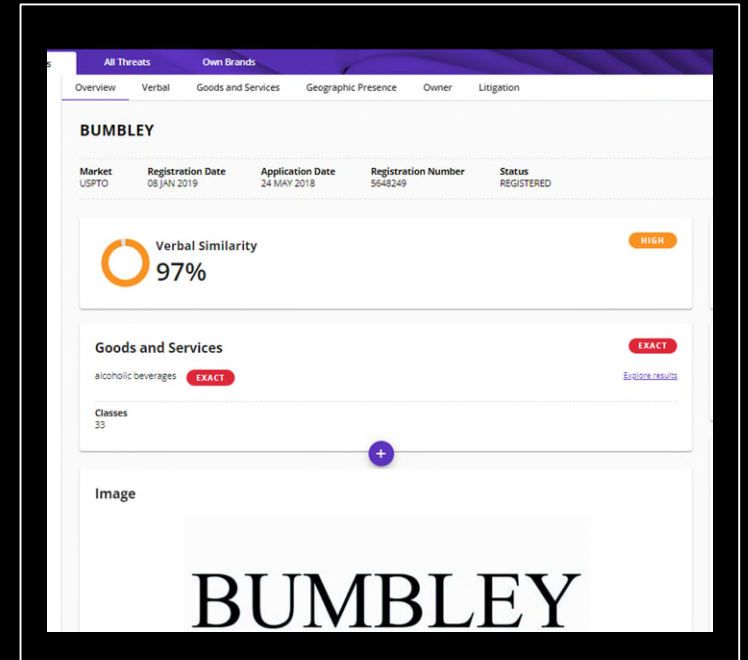 s All Threats Own Brands
Overview Verbal Goods and Services Geographic Presence Owner Litigation
BUMBLEY
Market Registration Date Application Date Registration Number Status
USPTO 08 JAN 2019 24 MAY 2018 5648249 REGISTERED
Verbal Similarity HIGH
97%
Goods and Services EXACT
alcoholic beverages EXACT Explore results
Classes
33
+
Image
BUMBLEY